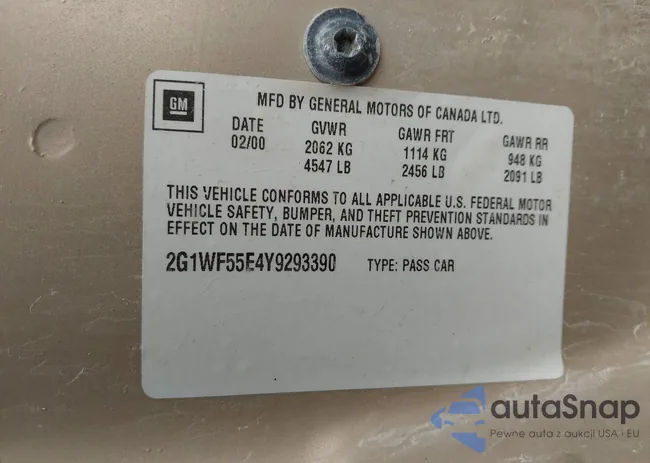 GM
MFD BY GENERAL MOTORS OF CANADA LTD.
DATE GVWR GAWR FRT GAWR RR
02/00 2062 KG 1114 KG 948 KG
4547 LB 2456 LB 2091 LB
THIS VEHICLE CONFORMS TO ALL APPLICABLE U.S. FEDERAL MOTOR
VEHICLE SAFETY, BUMPER, AND THEFT PREVENTION STANDARDS IN
EFFECT ON THE DATE OF MANUFACTURE SHOWN ABOVE.
2G1WF55E4Y9293390 TYPE: PASS CAR
autaSnap
Pewne auta z aukcji USA i EU